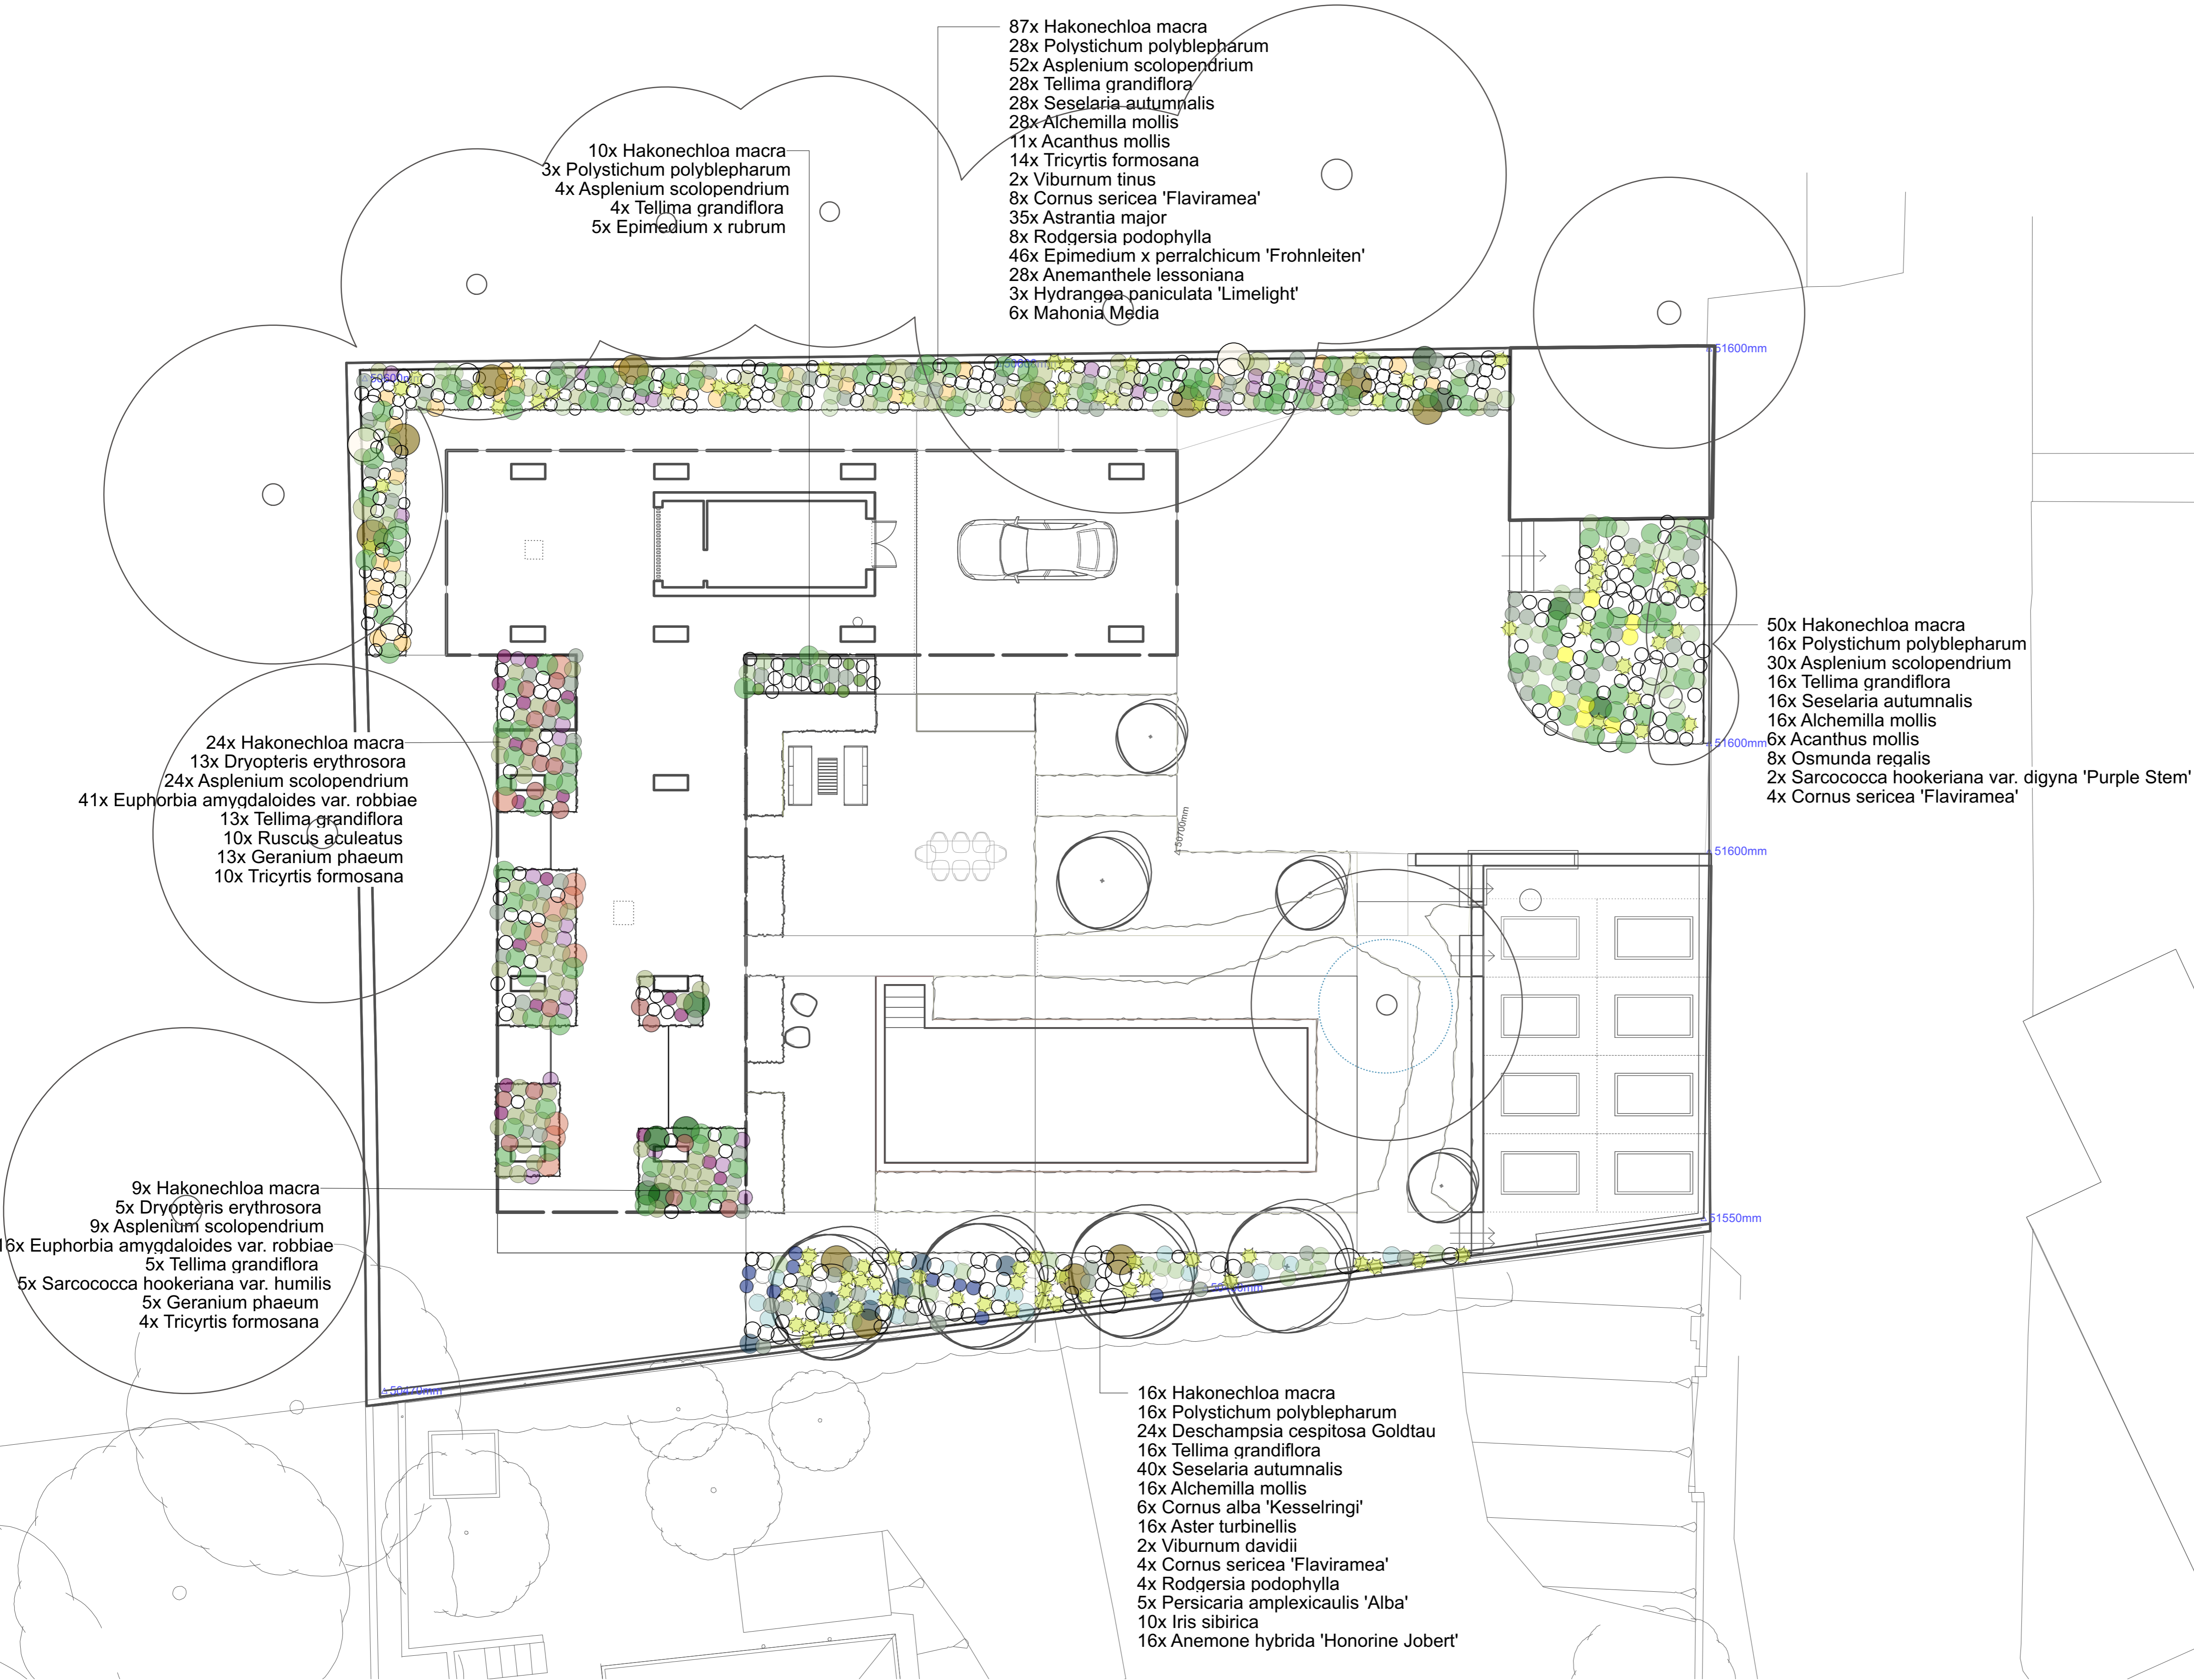 87x Hakonechloa macra
28x Polystichum polyblepharum
52x Asplenium scolopendrium
28x Tellima grandiflora
28x Seselaria autumnalis
28x Alchemilla mollis
11x Acanthus mollis
14x Tricyrtis formosana
2x Viburnum tinus
8x Cornus sericea 'Flaviramea'
35x Astrantia major
8x Rodgersia podophylla
46x Epimedium x perralchicum 'Frohnleiten'
28x Anemanthele lessoniana
3x Hydrangea paniculata 'Limelight'
6x Mahonia Media
10x Hakonechloa macra
3x Polystichum polyblepharum
4x Asplenium scolopendrium
4x Tellima grandiflora
5x Epimedium x rubrum
51600mm
50x Hakonechloa macra
16x Polystichum polyblepharum
30x Asplenium scolopendrium
16x Tellima grandiflora
16x Seselaria autumnalis
16x Alchemilla mollis
6x Acanthus mollis
8x Osmunda regalis
2x Sarcococca hookeriana var. digyna 'Purple Stem'
4x Cornus sericea 'Flaviramea'
51600mm
24x Hakonechloa macra
13x Dryopteris erythrosora
24x Asplenium scolopendrium
41x Euphorbia amygdaloides var. robbiae
13x Tellima grandiflora
10x Ruscus aculeatus
13x Geranium phaeum
10x Tricyrtis formosana
50700mm
51600mm
9x Hakonechloa macra
5x Dryopteris erythrosora
9x Asplenium scolopendrium
16x Euphorbia amygdaloides var. robbiae
5x Tellima grandiflora
5x Sarcococca hookeriana var. humilis
5x Geranium phaeum
4x Tricyrtis formosana
51550mm
50470mm
16x Hakonechloa macra
16x Polystichum polyblepharum
24x Deschampsia cespitosa Goldtau
16x Tellima grandiflora
40x Seselaria autumnalis
16x Alchemilla mollis
6x Cornus alba 'Kesselringi'
16x Aster turbinellis
2x Viburnum davidii
4x Cornus sericea 'Flaviramea'
4x Rodgersia podophylla
5x Persicaria amplexicaulis 'Alba'
10x Iris sibirica
16x Anemone hybrida 'Honorine Jobert'